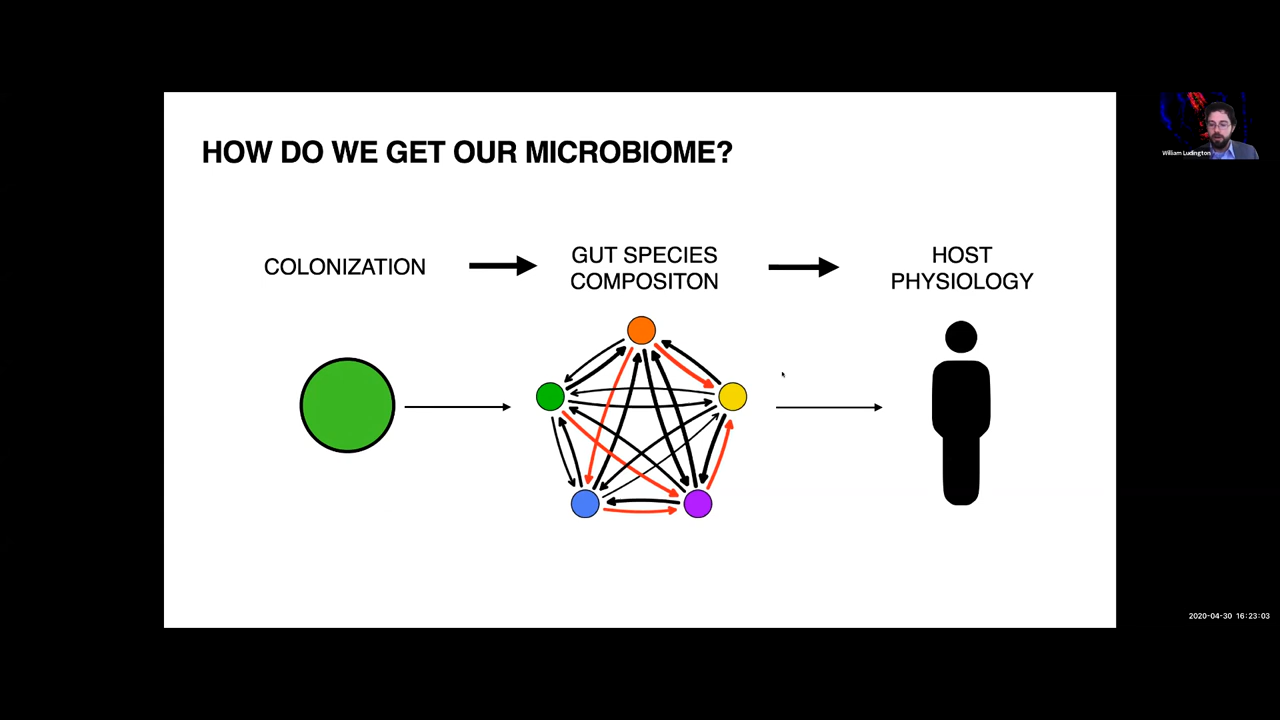 HOW DO WE GET OUR MICROBIOME?
COLONIZATION
GUT SPECIES
COMPOSITON
HOST
PHYSIOLOGY
William Ludington
2020-04-30 16:23:03